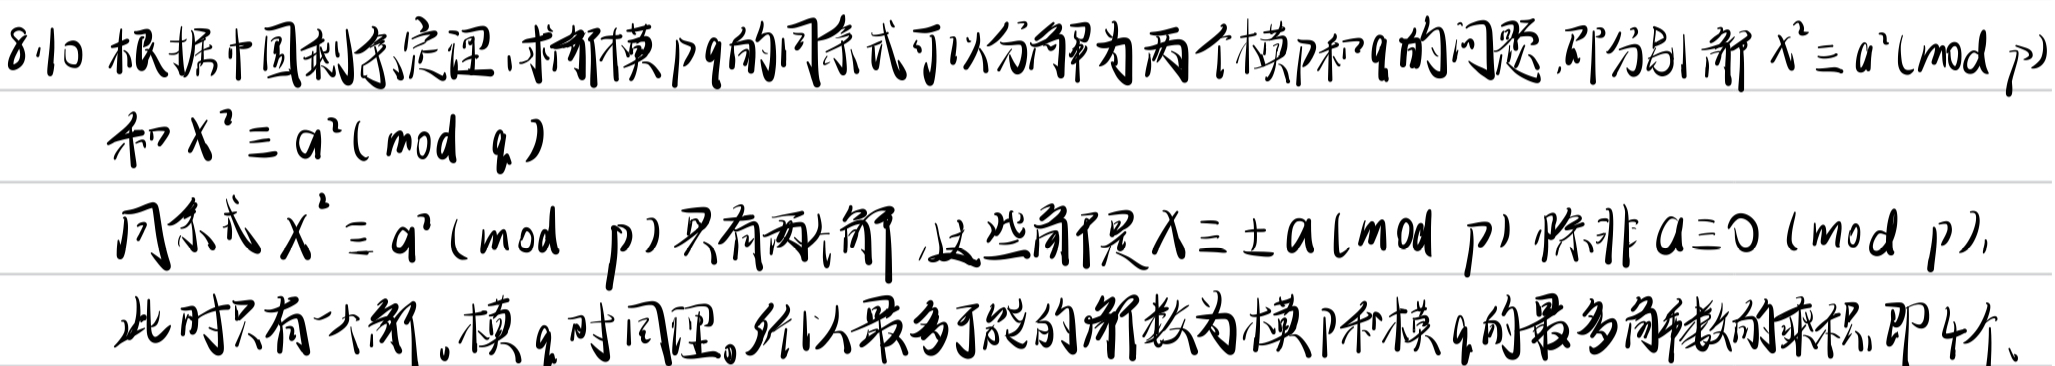 8.10 根据中国剩余定理,求解模pq的同余式可以分解为两个模p和q的问题,即分别解 x² ≡ a² (mod p)
和 x² ≡ a² (mod q)
同余式 x² ≡ a² (mod p) 只有两个解,这些解是 x ≡ ±a (mod p) 除非 a ≡ 0 (mod p),
此时只有一个解。模q时同理。所以最多可能的解数为模p和模q的最多解数的乘积,即4个、